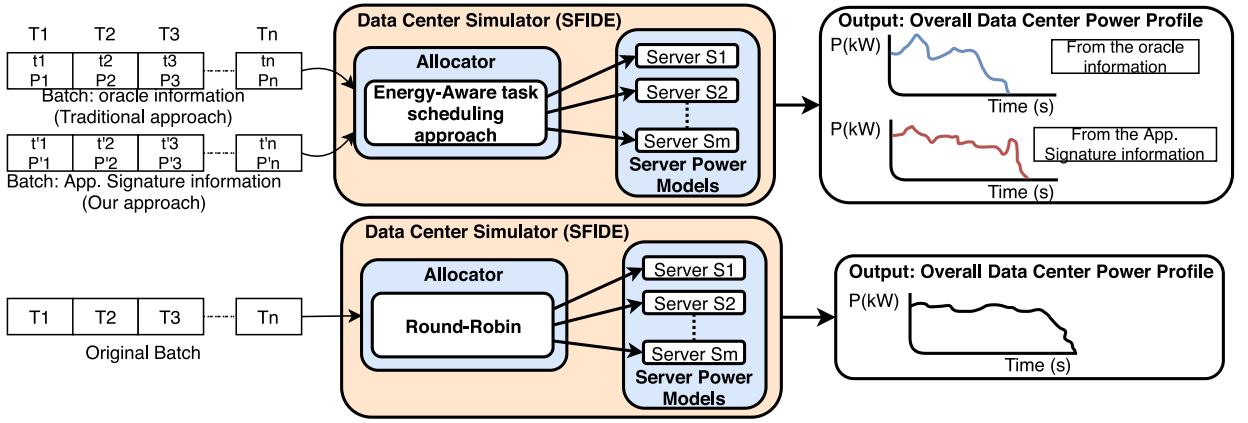 T1 T2 T3 Tn
t1 t2 t3 tn
P1 P2 P3 Pn
Batch: oracle information
(Traditional approach)
t'1 t'2 t'3 t'n
P'1 P'2 P'3 P'n
Batch: App. Signature information
(Our approach)
Data Center Simulator (SFIDE)
Allocator
Energy-Aware task
scheduling
approach
Server S1
Server S2
Server Sm
Server Power
Models
Output: Overall Data Center Power Profile
P(kW)
From the oracle
information
Time (s)
P(kW)
From the App.
Signature information
Time (s)
T1 T2 T3 Tn
Original Batch
Data Center Simulator (SFIDE)
Allocator
Round-Robin
Server S1
Server S2
Server Sm
Server Power
Models
Output: Overall Data Center Power Profile
P(kW)
Time (s)